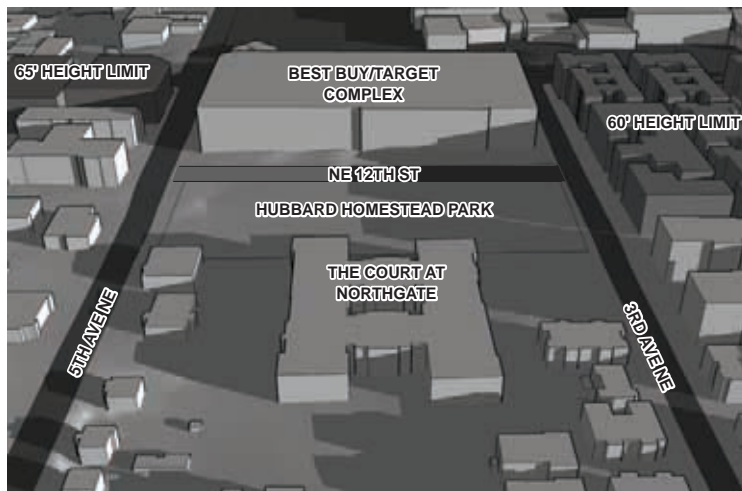 65' HEIGHT LIMIT
BEST BUY/TARGET
COMPLEX
60' HEIGHT LIMIT
NE 12TH ST
HUBBARD HOMESTEAD PARK
THE COURT AT
NORTHGATE
5TH AVE NE
3RD AVE NE